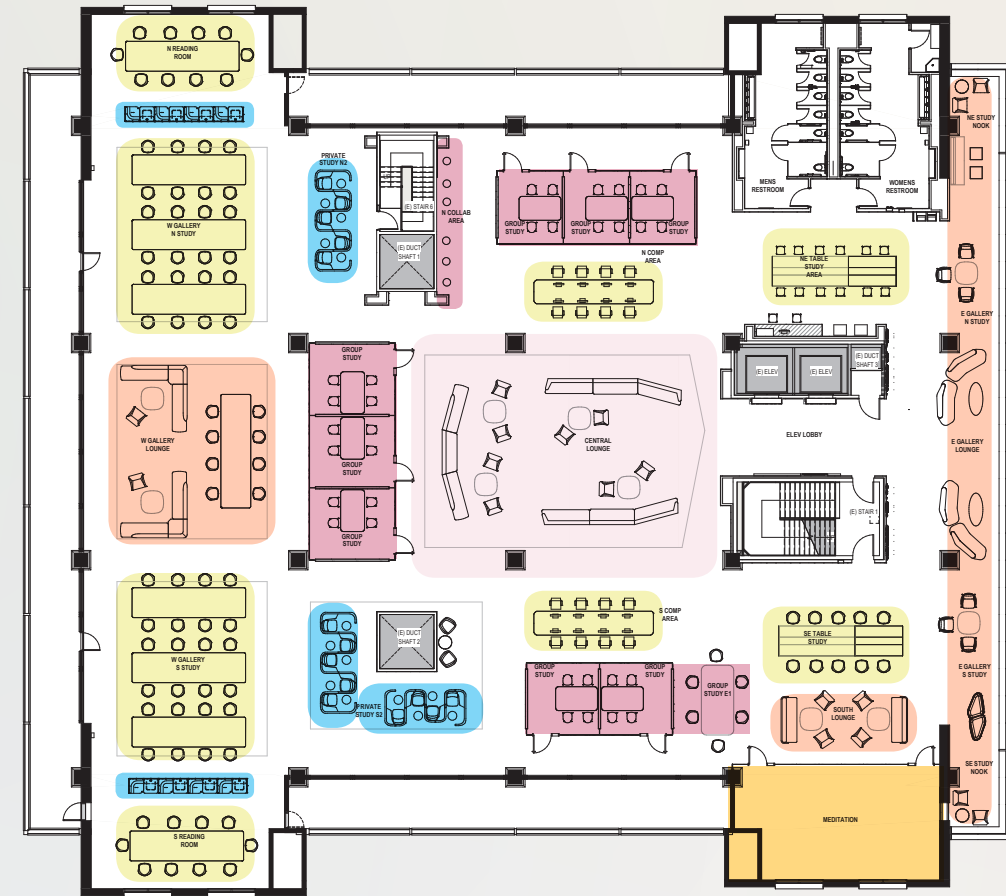 N READING
ROOM
PRIVATE
STUDY N2
W GALLERY
N STUDY
(E) STAIR 6
N COLLAB
AREA
(E) DUCT
SHAFT 1
GROUP
STUDY
GROUP
STUDY
GROUP
STUDY
N COMP
AREA
MENS
RESTROOM
WOMENS
RESTROOM
NE STUDY
NOOK
NE TABLE
STUDY
AREA
E GALLERY
N STUDY
GROUP
STUDY
GROUP
STUDY
GROUP
STUDY
W GALLERY
LOUNGE
CENTRAL
LOUNGE
(E) ELEV
(E) ELEV
(E) DUCT
SHAFT 3
ELEV LOBBY
E GALLERY
LOUNGE
(E) STAIR 1
W GALLERY
S STUDY
(E) DUCT
SHAFT 2
PRIVATE
STUDY S2
S COMP
AREA
GROUP
STUDY
GROUP
STUDY
GROUP
STUDY E1
SE TABLE
STUDY
E GALLERY
S STUDY
SOUTH
LOUNGE
SE STUDY
NOOK
S READING
ROOM
MEDITATION